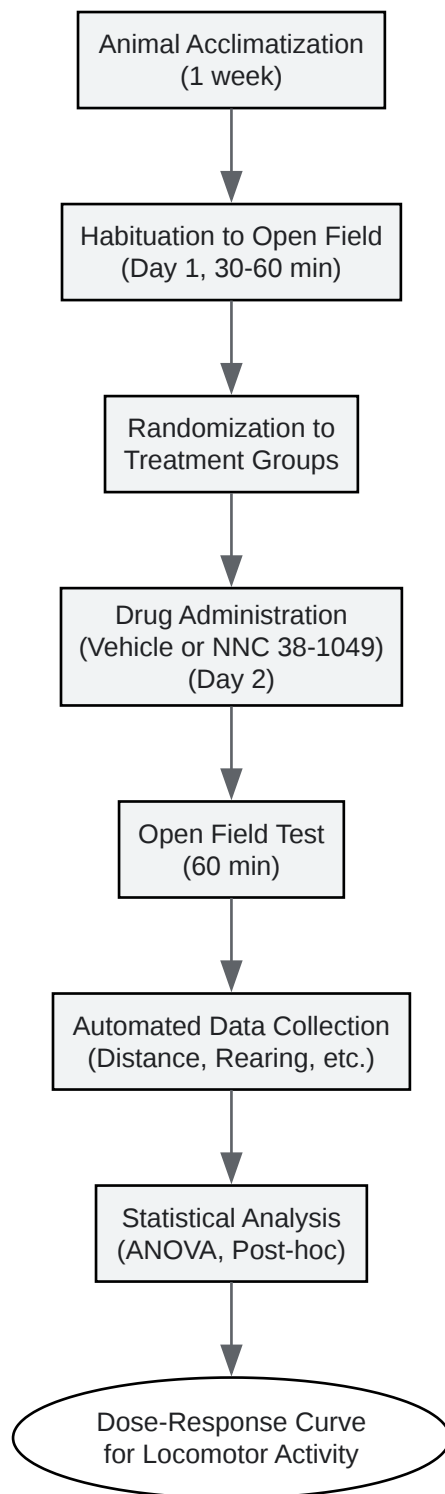 Animal Acclimatization
(1 week)
Habituation to Open Field
(Day 1, 30-60 min)
Randomization to
Treatment Groups
Drug Administration
(Vehicle or NNC 38-1049)
(Day 2)
Open Field Test
(60 min)
Automated Data Collection
(Distance, Rearing, etc.)
Statistical Analysis
(ANOVA, Post-hoc)
Dose-Response Curve
for Locomotor Activity